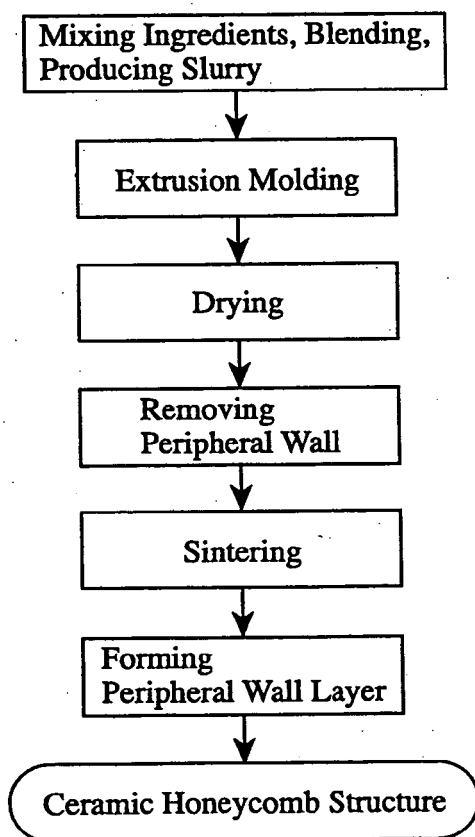 Mixing Ingredients, Blending,
Producing Slurry
Extrusion Molding
Drying
Removing
Peripheral Wall
Sintering
Forming
Peripheral Wall Layer
Ceramic Honeycomb Structure